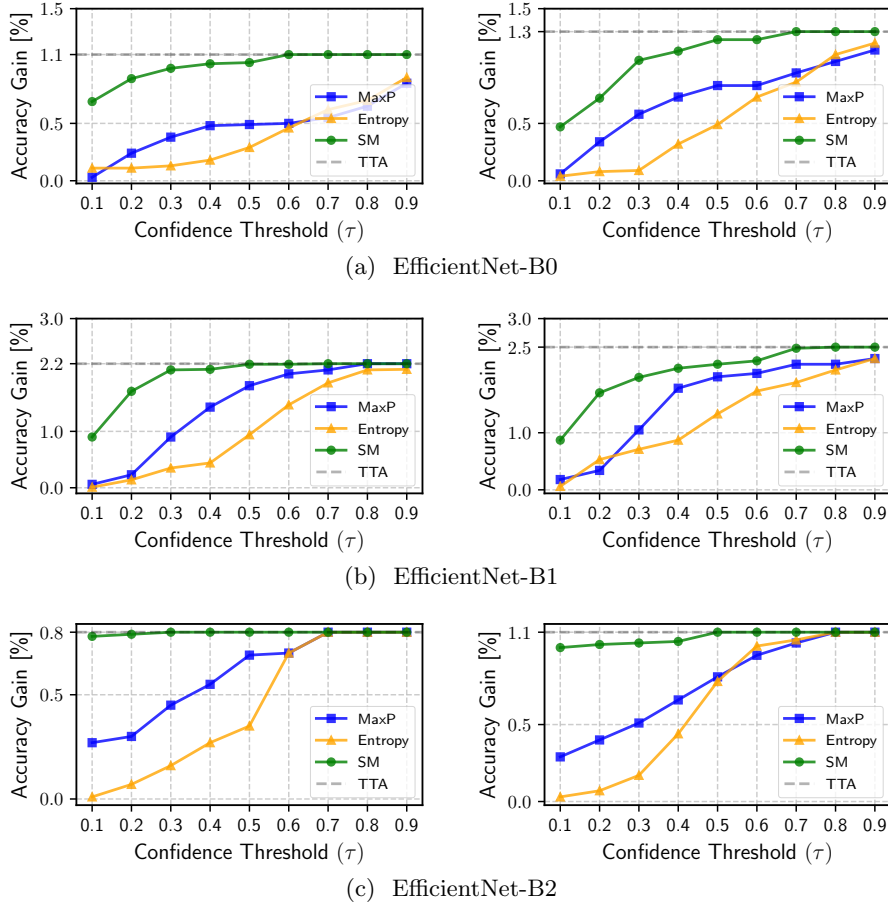 Accuracy Gain [%]
1.5
1.1
0.5
0.0
MaxP
Entropy
SM
TTA
0.1 0.2 0.3 0.4 0.5 0.6 0.7 0.8 0.9
Confidence Threshold (τ)
Accuracy Gain [%]
1.5
1.3
0.5
0.0
MaxP
Entropy
SM
TTA
0.1 0.2 0.3 0.4 0.5 0.6 0.7 0.8 0.9
Confidence Threshold (τ)
(a) EfficientNet-B0
Accuracy Gain [%]
3.0
2.2
1.0
0.0
MaxP
Entropy
SM
TTA
0.1 0.2 0.3 0.4 0.5 0.6 0.7 0.8 0.9
Confidence Threshold (τ)
Accuracy Gain [%]
3.0
2.5
1.0
0.0
MaxP
Entropy
SM
TTA
0.1 0.2 0.3 0.4 0.5 0.6 0.7 0.8 0.9
Confidence Threshold (τ)
(b) EfficientNet-B1
Accuracy Gain [%]
0.8
0.5
0.0
MaxP
Entropy
SM
TTA
0.1 0.2 0.3 0.4 0.5 0.6 0.7 0.8 0.9
Confidence Threshold (τ)
Accuracy Gain [%]
1.1
0.5
0.0
MaxP
Entropy
SM
TTA
0.1 0.2 0.3 0.4 0.5 0.6 0.7 0.8 0.9
Confidence Threshold (τ)
(c) EfficientNet-B2